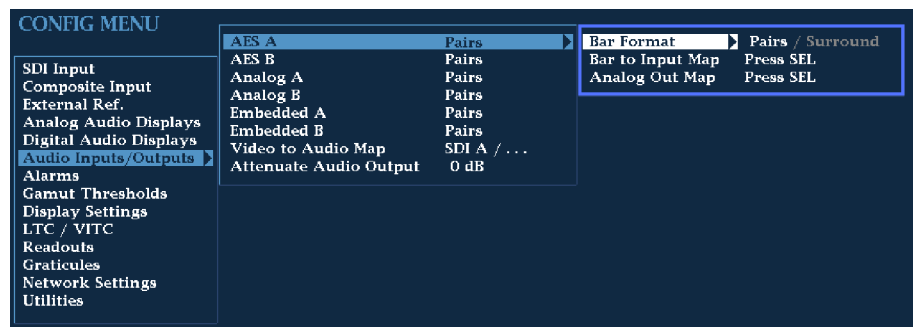 CONFIG MENU
SDI Input
Composite Input
External Ref.
Analog Audio Displays
Digital Audio Displays
Audio Inputs/Outputs
Alarms
Gamut Thresholds
Display Settings
LTC / VITC
Readouts
Graticules
Network Settings
Utilities
AES A Pairs
AES B Pairs
Analog A Pairs
Analog B Pairs
Embedded A Pairs
Embedded B Pairs
Video to Audio Map SDI A / . . .
Attenuate Audio Output 0 dB
Bar Format Pairs / Surround
Bar to Input Map Press SEL
Analog Out Map Press SEL